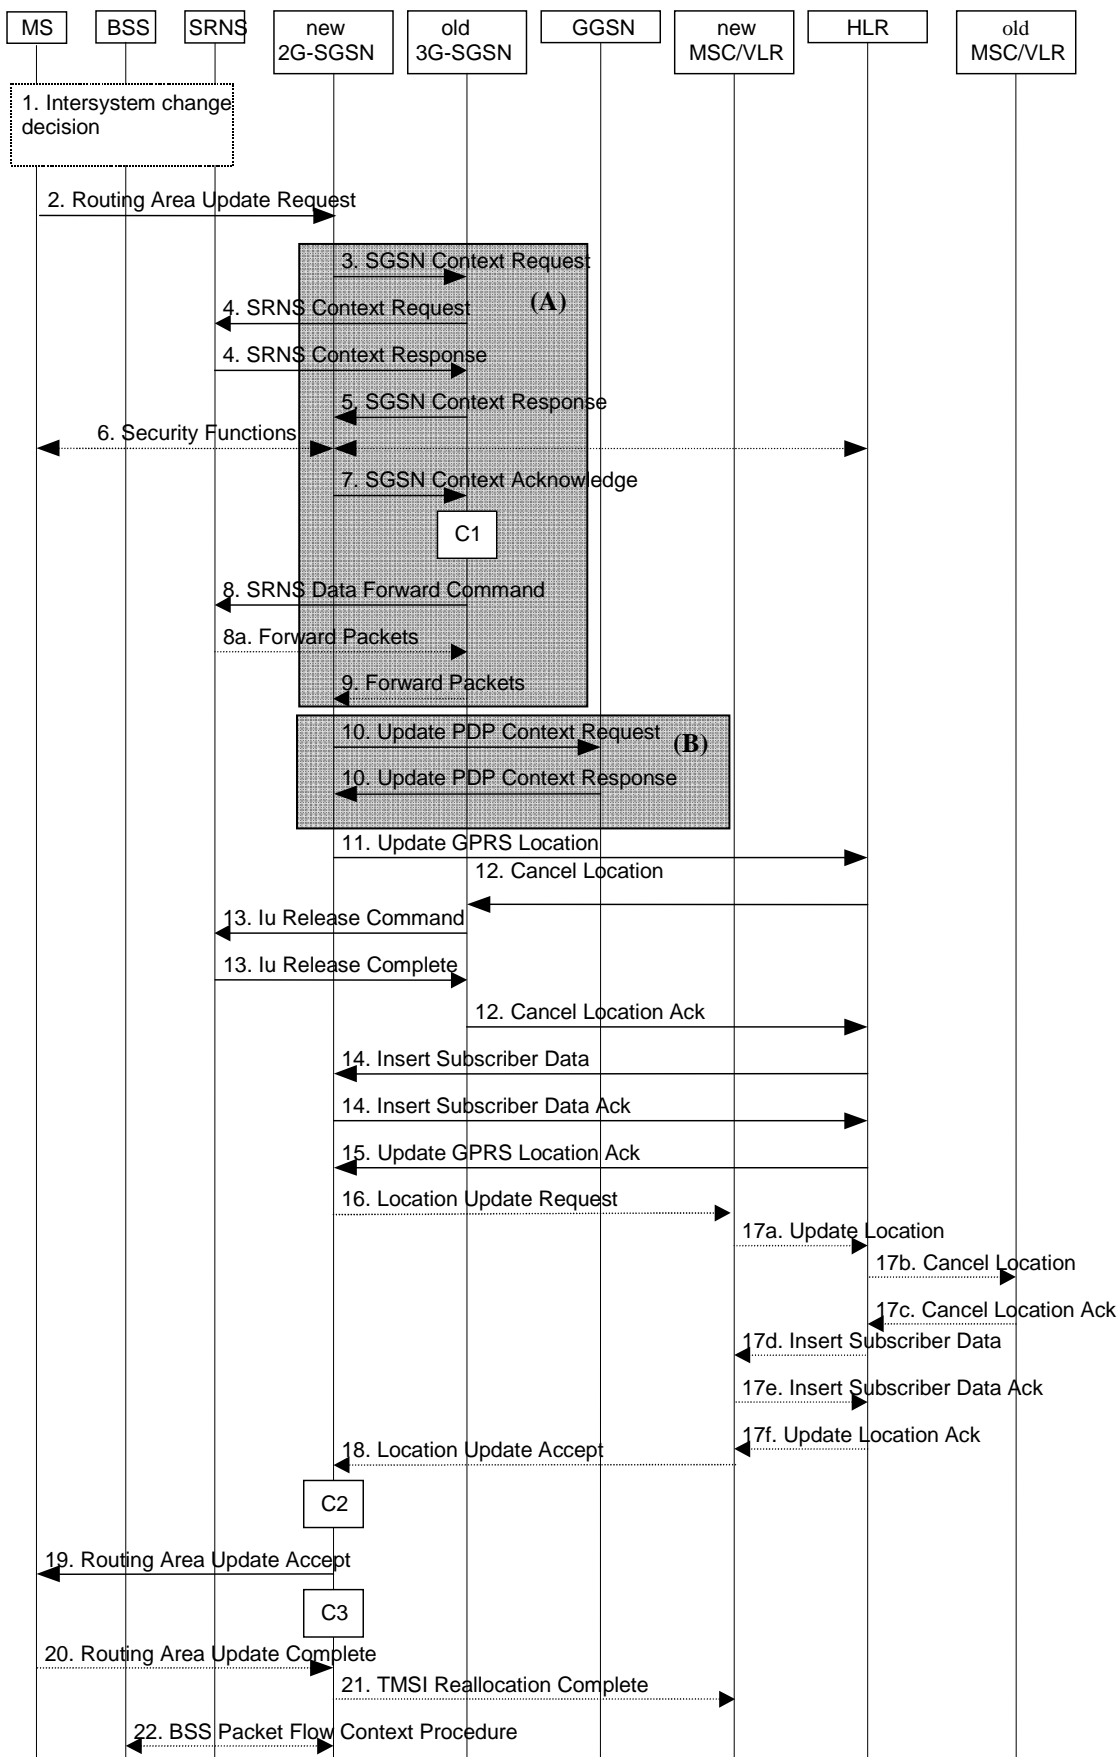 MS
BSS
SRNS
new
2G-SGSN
old
3G-SGSN
GGSN
new
MSC/VLR
HLR
old
MSC/VLR
1. Intersystem change
decision
2. Routing Area Update Request
3. SGSN Context Request
(A)
4. SRNS Context Request
4. SRNS Context Response
5. SGSN Context Response
6. Security Functions
7. SGSN Context Acknowledge
C1
8. SRNS Data Forward Command
8a. Forward Packets
9. Forward Packets
10. Update PDP Context Request
(B)
10. Update PDP Context Response
11. Update GPRS Location
12. Cancel Location
13. Iu Release Command
13. Iu Release Complete
12. Cancel Location Ack
14. Insert Subscriber Data
14. Insert Subscriber Data Ack
15. Update GPRS Location Ack
16. Location Update Request
17a. Update Location
17b. Cancel Location
17c. Cancel Location Ack
17d. Insert Subscriber Data
17e. Insert Subscriber Data Ack
17f. Update Location Ack
18. Location Update Accept
C2
19. Routing Area Update Accept
C3
20. Routing Area Update Complete
21. TMSI Reallocation Complete
22. BSS Packet Flow Context Procedure